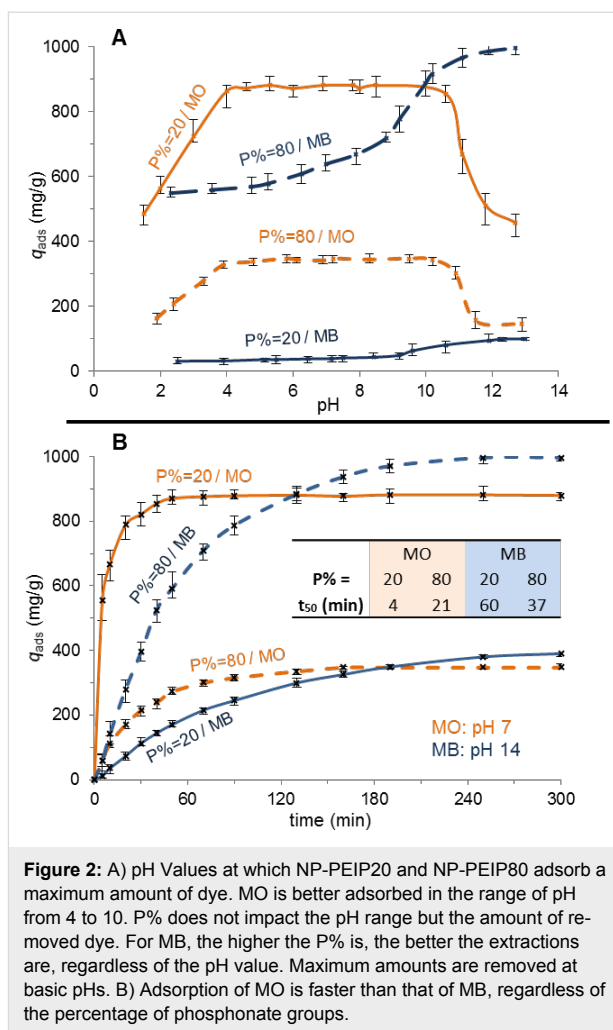 A
1000
800
600
400
200
0
qads (mg/g)
P%=20 / MO
P%=80 / MB
P%=80 / MO
P%=20 / MB
0 2 4 6 8 10 12 14
pH
B
1000
800
600
400
200
0
qads (mg/g)
P%=20 / MO
P%=80 / MB
MO MB
P% = 20 80 20 80
t50 (min) 4 21 60 37
P%=80 / MO
P%=20 / MB
MO: pH 7
MB: pH 14
0 60 120 180 240 300
time (min)
Figure 2: A) pH Values at which NP-PEIP20 and NP-PEIP80 adsorb a
maximum amount of dye. MO is better adsorbed in the range of pH
from 4 to 10. P% does not impact the pH range but the amount of re-
moved dye. For MB, the higher the P% is, the better the extractions
are, regardless of the pH value. Maximum amounts are removed at
basic pHs. B) Adsorption of MO is faster than that of MB, regardless of
the percentage of phosphonate groups.